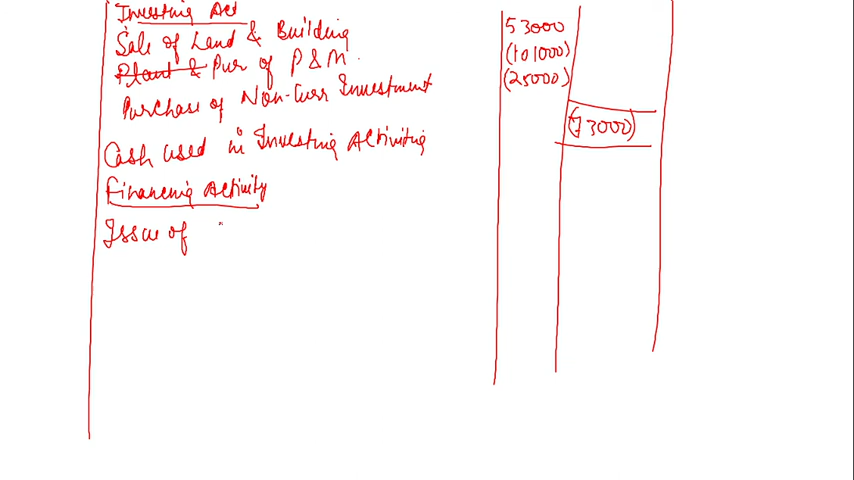 Investing Act
Sale of Land & Building 53000
Plant & Pur of P & M. (101000)
Purchase of Non-Curr Investment (25000)
Cash used in Investing Activities (73000)
Financing Activity
Issue of